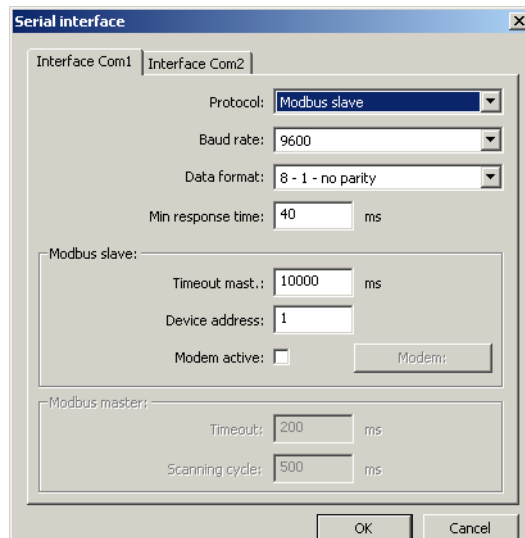 Serial interface
Interface Com1 Interface Com2
Protocol: Modbus slave
Baud rate: 9600
Data format: 8 - 1 - no parity
Min response time: 40 ms
Modbus slave:
Timeout mast.: 10000 ms
Device address: 1
Modem active: Modem:
Modbus master:
Timeout: 200 ms
Scanning cycle: 500 ms
OK Cancel